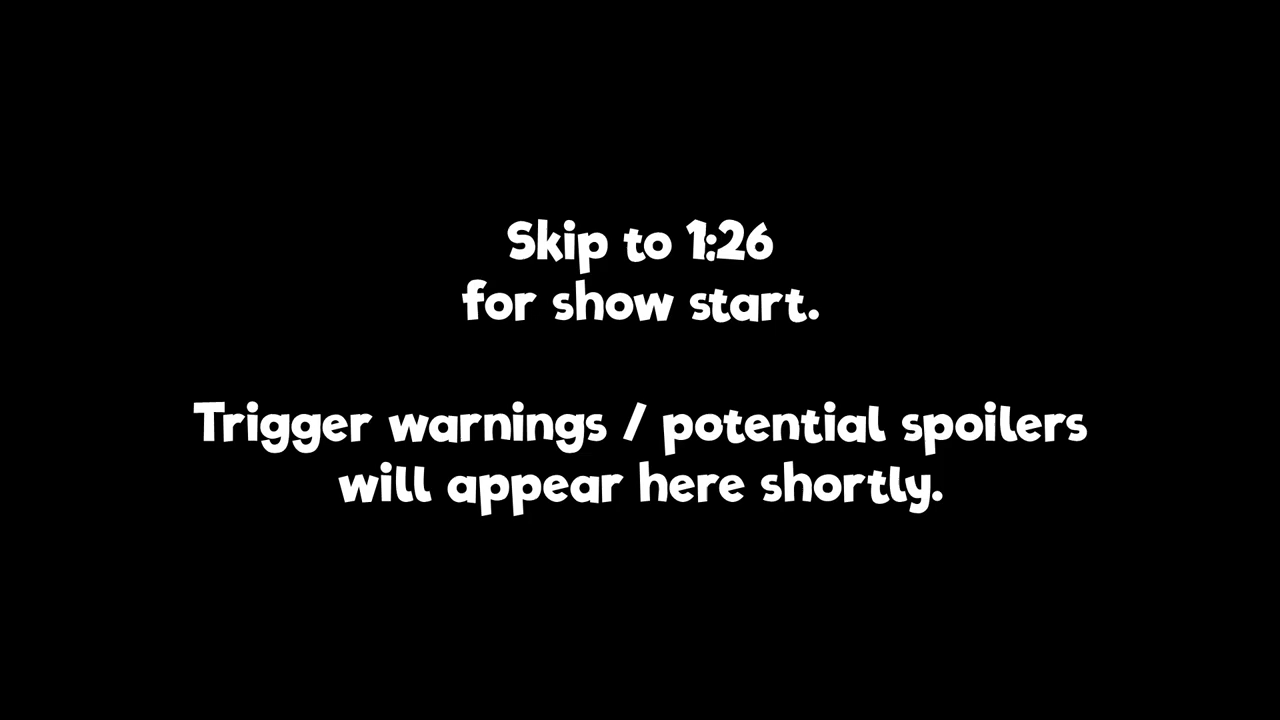 Skip to 1:26
for show start.
Trigger warnings / potential spoilers
will appear here shortly.